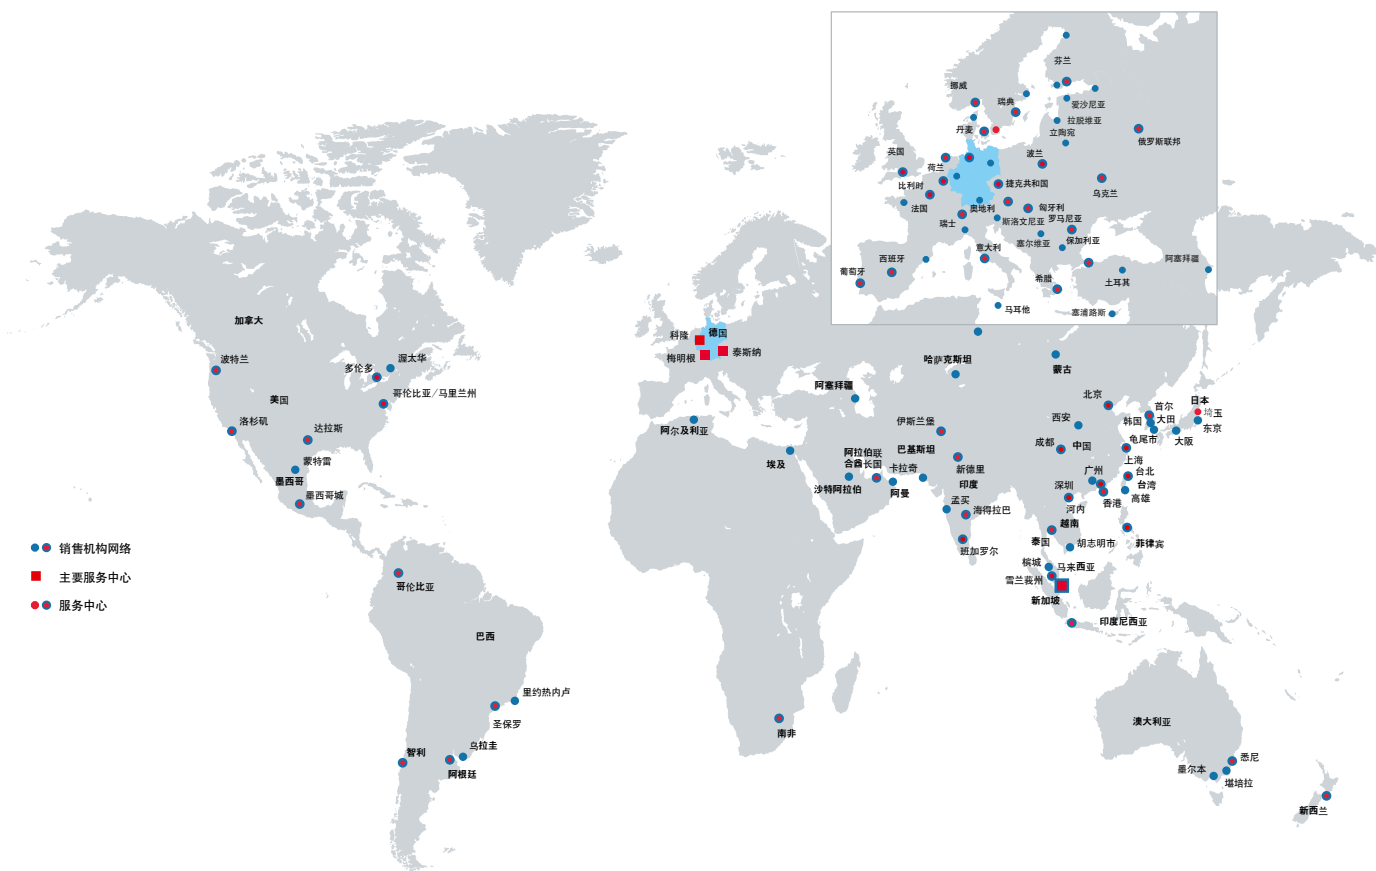 芬兰
挪威
瑞典
爱沙尼亚
拉脱维亚
丹麦
立陶宛
俄罗斯联邦
英国
荷兰
波兰
比利时
捷克共和国
乌克兰
法国
奥地利
匈牙利
瑞士
斯洛文尼亚
罗马尼亚
塞尔维亚
保加利亚
意大利
西班牙
阿塞拜疆
葡萄牙
希腊
土耳其
马耳他
塞浦路斯
加拿大
科隆
德国
梅明根
泰斯纳
波特兰
渥太华
多伦多
哥伦比亚/马里兰州
美国
洛杉矶
达拉斯
蒙特雷
墨西哥
墨西哥城
哈萨克斯坦
蒙古
阿塞拜疆
北京
首尔
日本
埼玉
韩国
大田
东京
伊斯兰堡
西安
阿尔及利亚
龟尾市
大阪
成都
中国
巴基斯坦
阿拉伯联
合酋长国
埃及
卡拉奇
新德里
上海
广州
台北
沙特阿拉伯
阿曼
印度
深圳
台湾
孟买
香港
高雄
海得拉巴
河内
越南
泰国
胡志明市
菲律宾
班加罗尔
槟城
马来西亚
雪兰莪州
新加坡
印度尼西亚
销售机构网络
主要服务中心
服务中心
哥伦比亚
巴西
里约热内卢
圣保罗
智利
乌拉圭
阿根廷
南非
澳大利亚
悉尼
墨尔本
堪培拉
新西兰